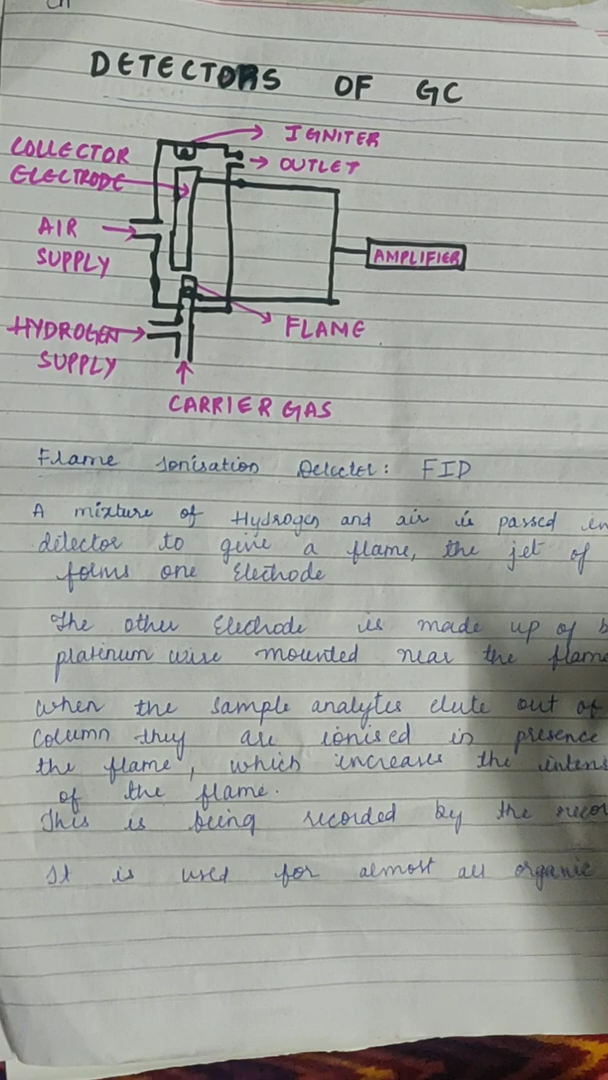 DETECTORS OF GC
IGNITER
OUTLET
COLLECTOR
ELECTRODE
AIR
SUPPLY
AMPLIFIER
FLAME
HYDROGEN
SUPPLY
CARRIER GAS
Flame Ionisation Detector: FID
A mixture of Hydrogen and air is passed in
detector to give a flame, the jet of
forms one Electrode
The other Electrode is made up of b
platinum wire mounted near the flame
When the sample analytes elute out of
column they are ionised in presence
the flame, which increases the intens
of the flame.
This is being recorded by the recor
It is used for almost all organic